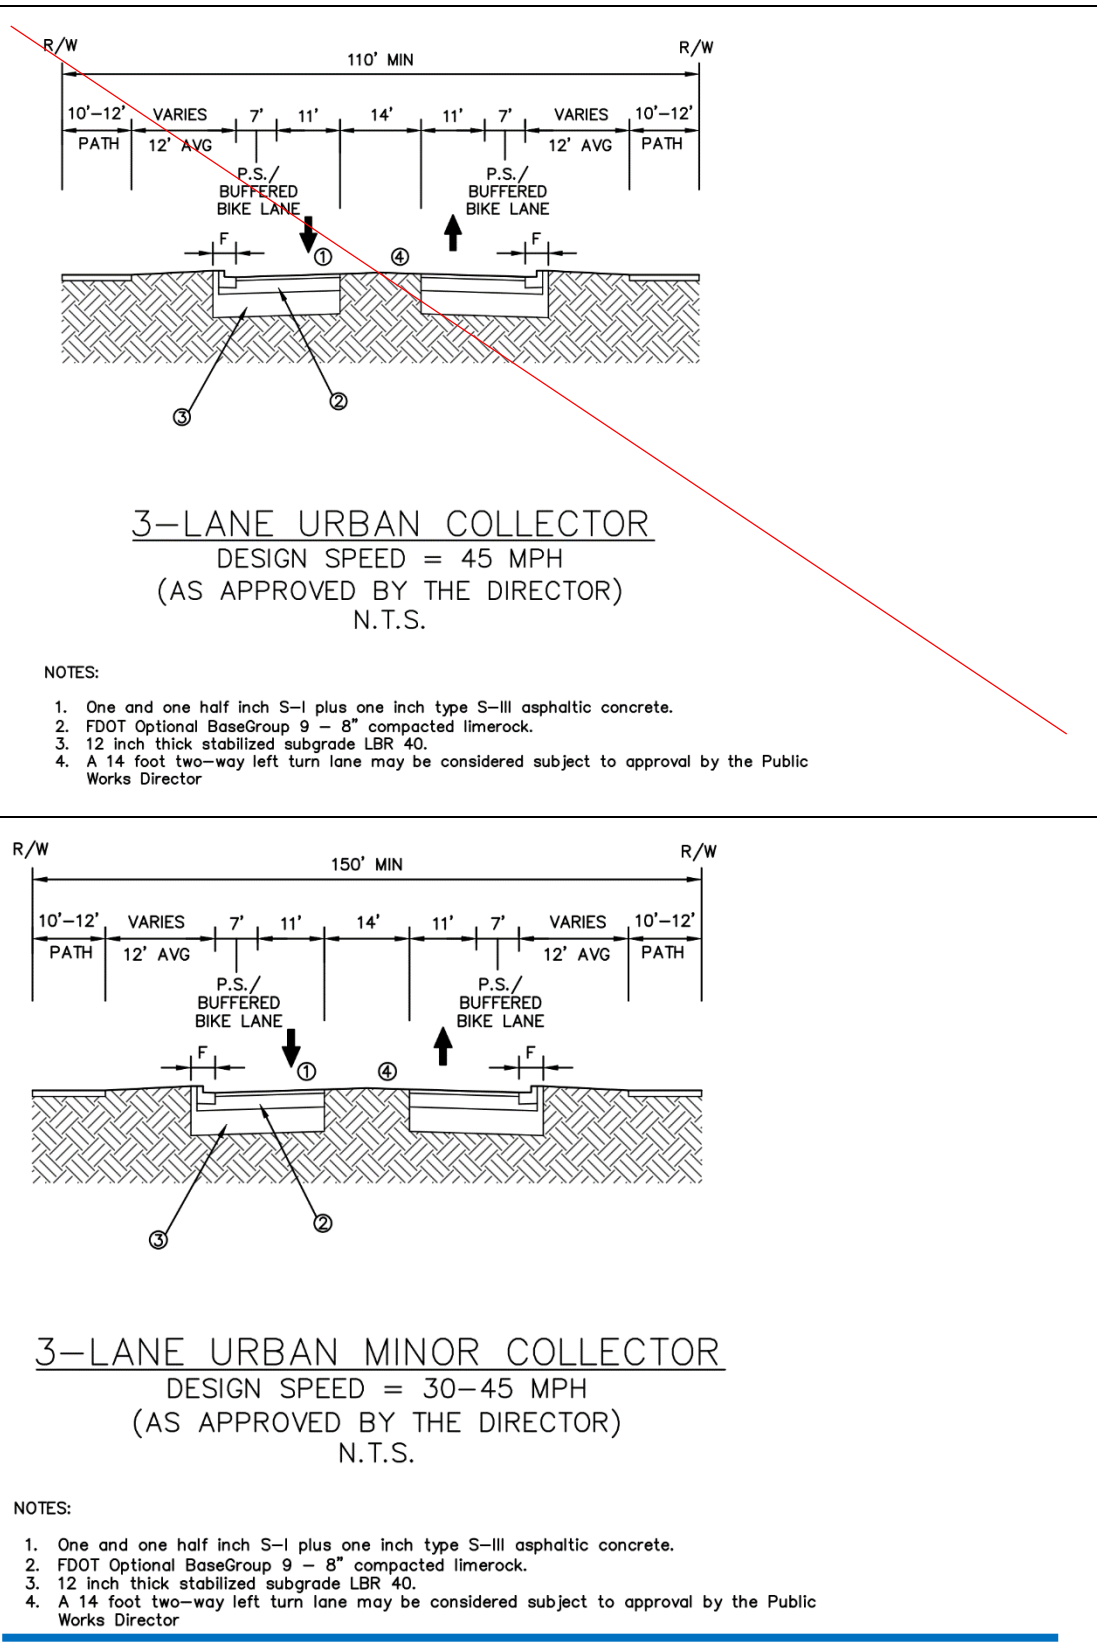 R/W R/W
110' MIN
10'-12' VARIES 7' 11' 14' 11' 7' VARIES 10'-12'
PATH 12' AVG 12' AVG PATH
P.S./ P.S./
BUFFERED BUFFERED
BIKE LANE BIKE LANE
F F
① ④
②
③
3-LANE URBAN COLLECTOR
DESIGN SPEED = 45 MPH
(AS APPROVED BY THE DIRECTOR)
N.T.S.
NOTES:
1. One and one half inch S-I plus one inch type S-III asphaltic concrete.
2. FDOT Optional BaseGroup 9 - 8" compacted limerock.
3. 12 inch thick stabilized subgrade LBR 40.
4. A 14 foot two-way left turn lane may be considered subject to approval by the Public
Works Director
R/W R/W
150' MIN
10'-12' VARIES 7' 11' 14' 11' 7' VARIES 10'-12'
PATH 12' AVG 12' AVG PATH
P.S./ P.S./
BUFFERED BUFFERED
BIKE LANE BIKE LANE
F F
① ④
②
③
3-LANE URBAN MINOR COLLECTOR
DESIGN SPEED = 30-45 MPH
(AS APPROVED BY THE DIRECTOR)
N.T.S.
NOTES:
1. One and one half inch S-I plus one inch type S-III asphaltic concrete.
2. FDOT Optional BaseGroup 9 - 8" compacted limerock.
3. 12 inch thick stabilized subgrade LBR 40.
4. A 14 foot two-way left turn lane may be considered subject to approval by the Public
Works Director